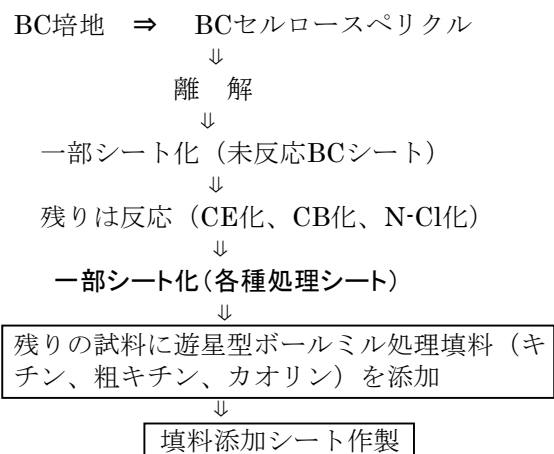 BC培地 ⇒ BCセルロースペリクル
⇓
離 解
⇓
一部シート化（未反応BCシート）
⇓
残りは反応（CE化、CB化、N-Cl化）
⇓
一部シート化（各種処理シート）
⇓
残りの試料に遊星型ボールミル処理填料（キ
チン、粗キチン、カオリン）を添加
⇓
填料添加シート作製